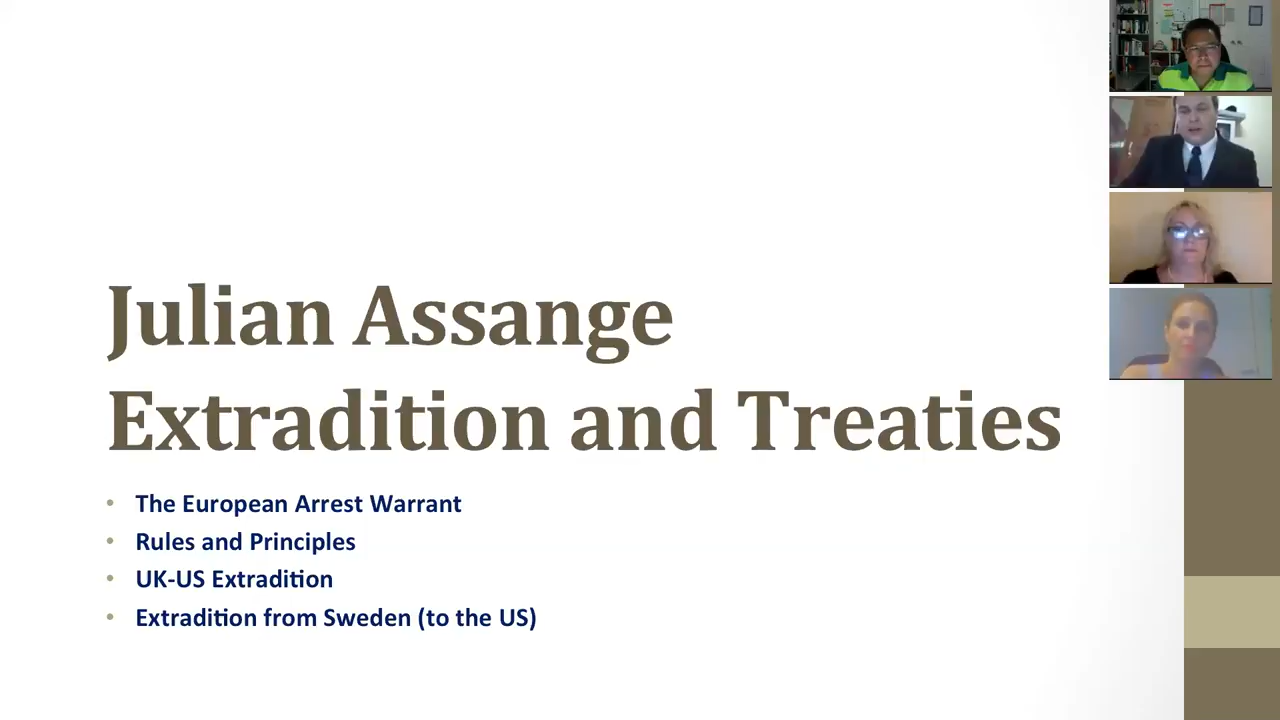 Julian Assange
Extradition and Treaties
• The European Arrest Warrant
• Rules and Principles
• UK-US Extradition
• Extradition from Sweden (to the US)